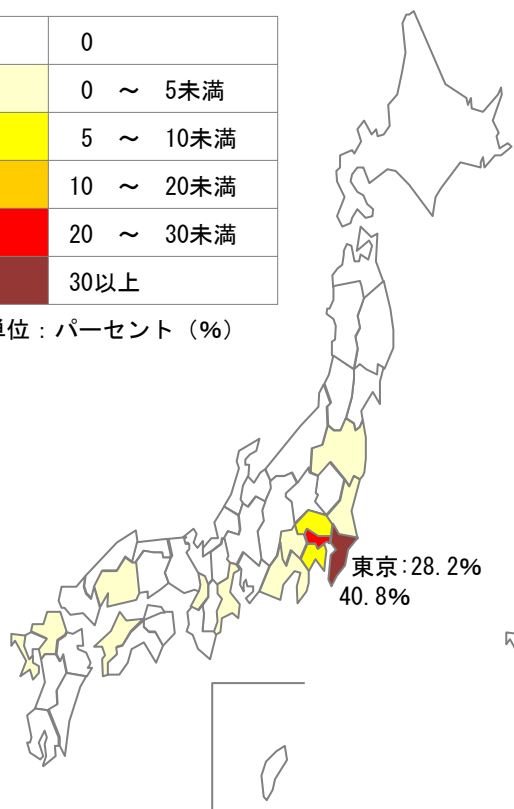 0
0 ～ 5未満
5 ～ 10未満
10 ～ 20未満
20 ～ 30未満
30以上
単位：パーセント（%）
東京:28.2%
40.8%